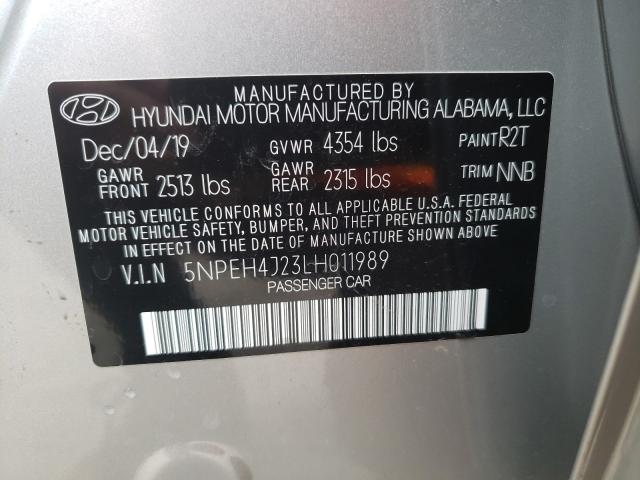 MANUFACTURED BY
HYUNDAI MOTOR MANUFACTURING ALABAMA, LLC
Dec/04/19 GVWR 4354 lbs PAINT R2T
GAWR FRONT 2513 lbs GAWR REAR 2315 lbs TRIM NNB
THIS VEHICLE CONFORMS TO ALL APPLICABLE U.S.A. FEDERAL
MOTOR VEHICLE SAFETY, BUMPER, AND THEFT PREVENTION STANDARDS
IN EFFECT ON THE DATE OF MANUFACTURE SHOWN ABOVE.
V.I.N 5NPEH4J23LH011989
PASSENGER CAR